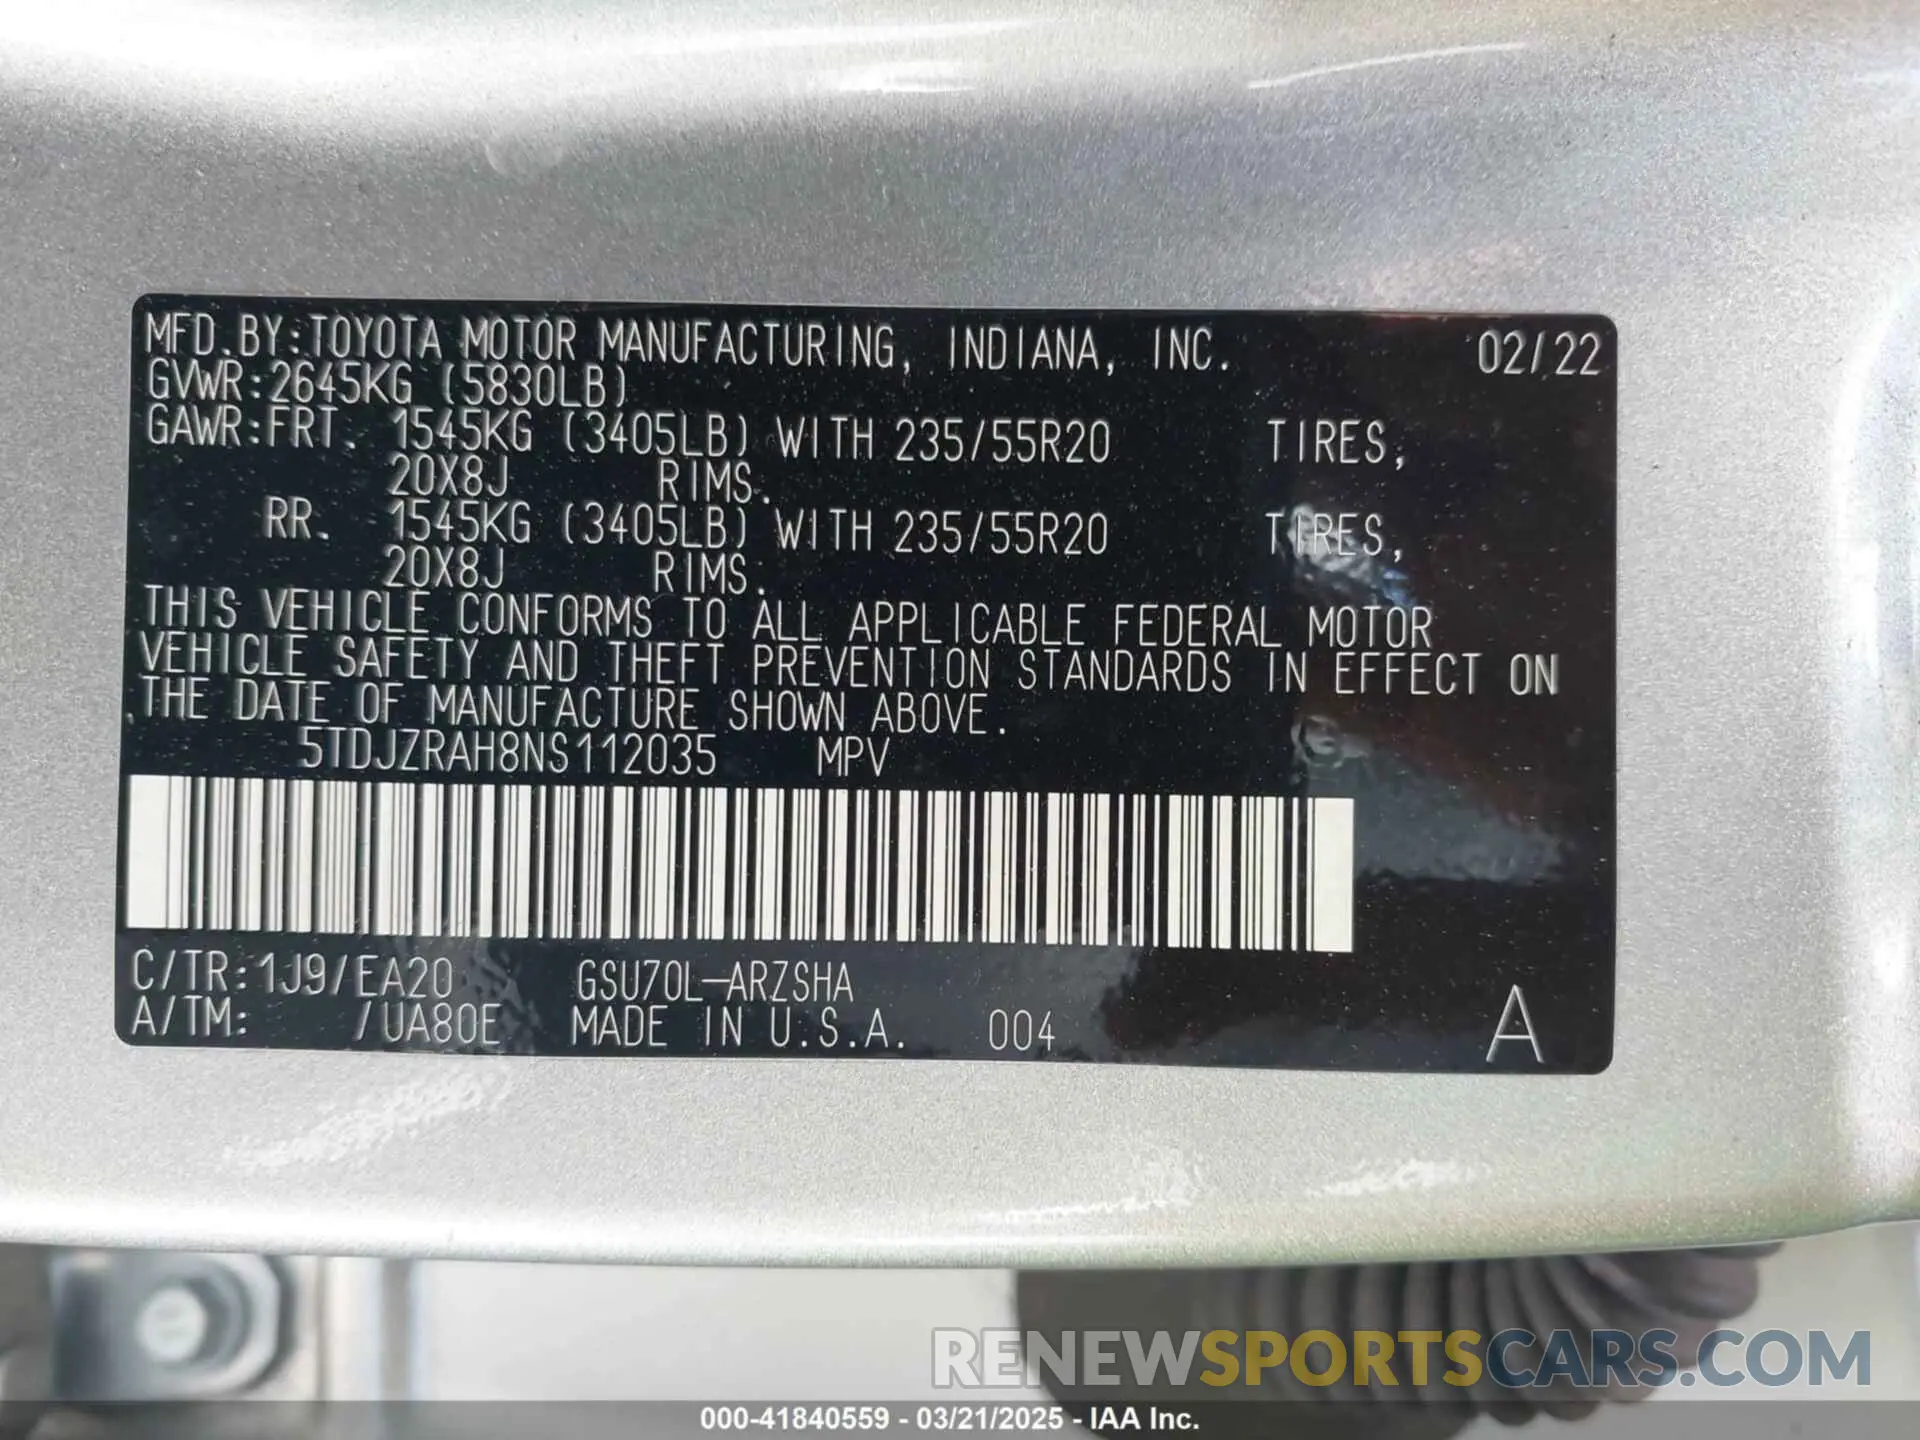 MFD.BY:TOYOTA MOTOR MANUFACTURING, INDIANA, INC. 02/22
GVWR:2645KG (5830LB)
GAWR:FRT. 1545KG (3405LB) WITH 235/55R20 TIRES,
20X8J RIMS.
RR. 1545KG (3405LB) WITH 235/55R20 TIRES,
20X8J RIMS.
THIS VEHICLE CONFORMS TO ALL APPLICABLE FEDERAL MOTOR
VEHICLE SAFETY AND THEFT PREVENTION STANDARDS IN EFFECT ON
THE DATE OF MANUFACTURE SHOWN ABOVE.
5TDJZRAH8NS112035 MPV
C/TR:1J9/EA20 GSU70L-ARZSHA
A/TM: /UA80E MADE IN U.S.A. 004 A
RENEWSPORTSCARS.COM
000-41840559 - 03/21/2025 - IAA Inc.